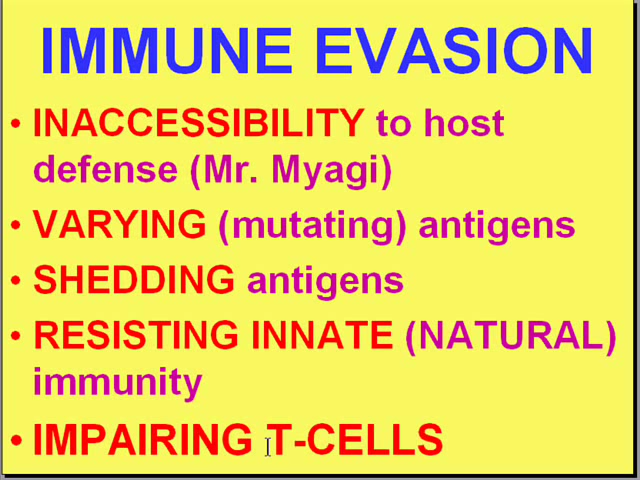 IMMUNE EVASION
• INACCESSIBILITY to host
defense (Mr. Myagi)
• VARYING (mutating) antigens
• SHEDDING antigens
• RESISTING INNATE (NATURAL)
immunity
• IMPAIRING T-CELLS